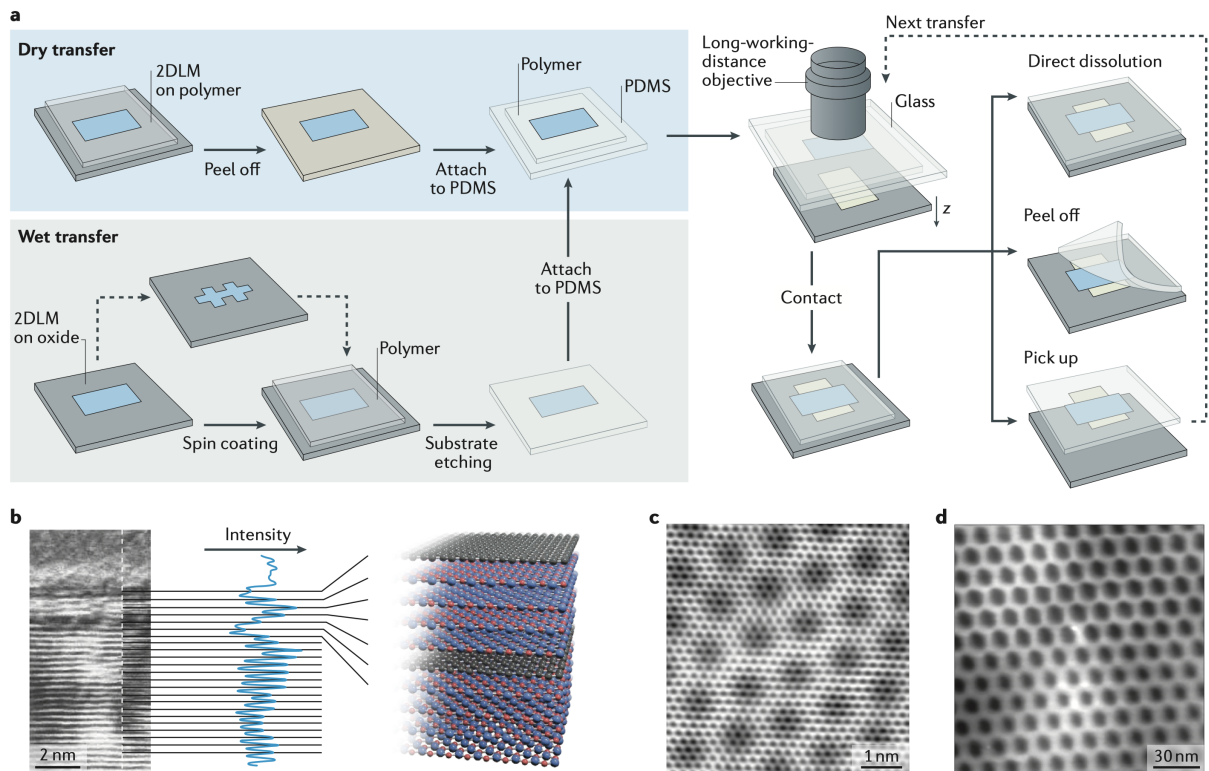 a
Dry transfer
2DLM
on polymer
Peel off
Attach
to PDMS
Polymer
PDMS
Long-working-
distance
objective
Next transfer
Glass
z
Contact
Direct dissolution
Peel off
Pick up
Wet transfer
2DLM
on oxide
Spin coating
Polymer
Substrate
etching
Attach
to PDMS
b
2 nm
Intensity
c
1 nm
d
30 nm